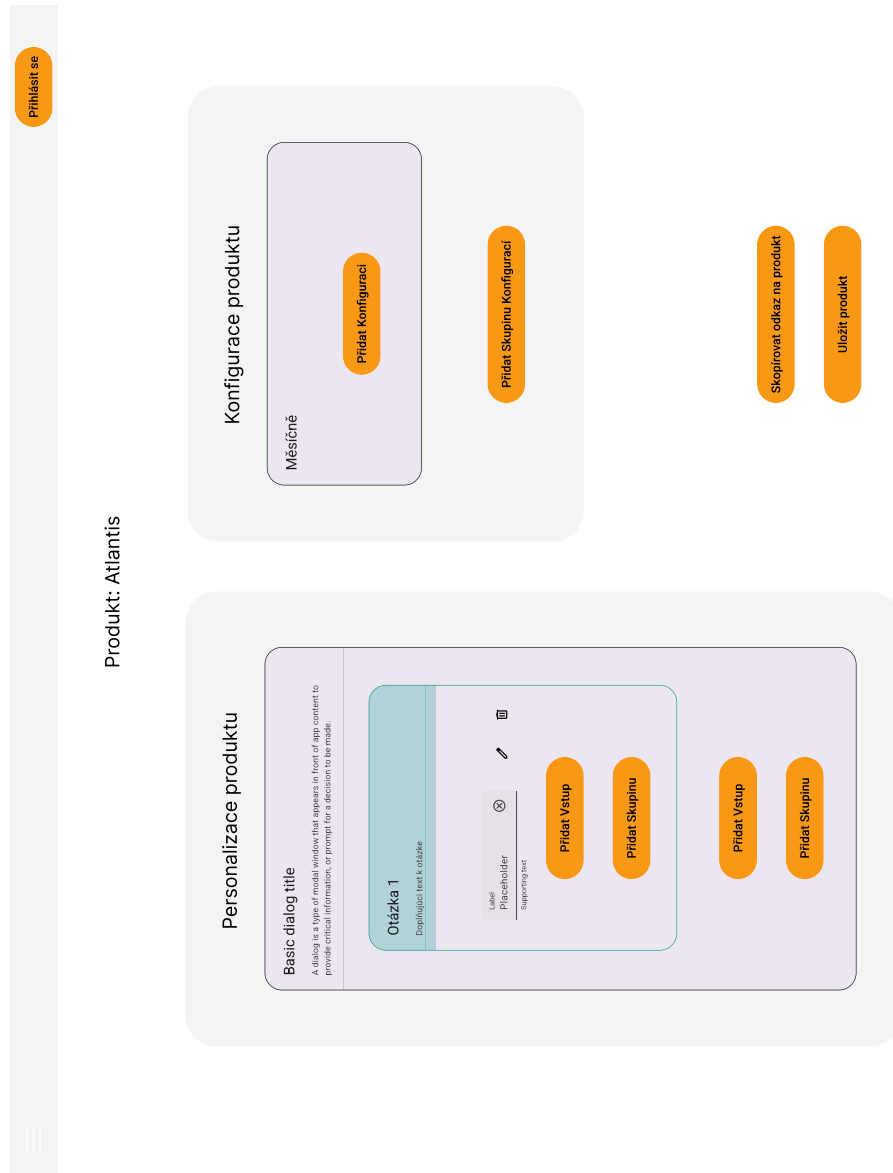 Přihlásit se
Produkt: Atlantis
Personalizace produktu
Basic dialog title
A dialog is a type of modal window that appears in front of app content to
provide critical information, or prompt for a decision to be made.
Otázka 1
Doplňujúci text k otázke
Label
Placeholder
Supporting text
Přidat Vstup
Přidat Skupinu
Přidat Vstup
Přidat Skupinu
Konfigurace produktu
Měsíčně
Přidat Konfiguraci
Přidat Skupinu Konfigurací
Skopírovat odkaz na produkt
Uložit produkt